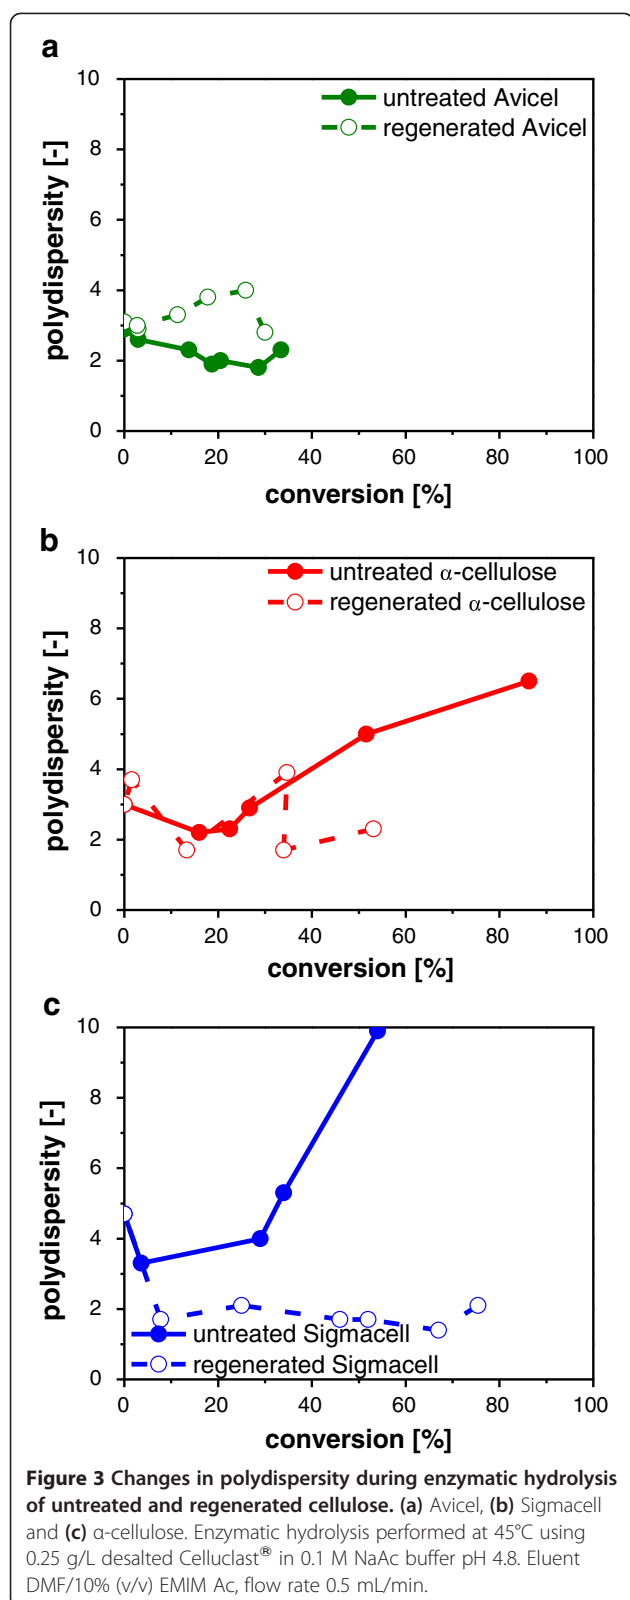 a
10
8
6
4
2
0
polydispersity [-]
untreated Avicel
regenerated Avicel
0 20 40 60 80 100
conversion [%]
b
10
8
6
4
2
0
polydispersity [-]
untreated α-cellulose
regenerated α-cellulose
0 20 40 60 80 100
conversion [%]
c
10
8
6
4
2
0
polydispersity [-]
untreated Sigmacell
regenerated Sigmacell
0 20 40 60 80 100
conversion [%]
Figure 3 Changes in polydispersity during enzymatic hydrolysis
of untreated and regenerated cellulose. (a) Avicel, (b) Sigmacell
and (c) α-cellulose. Enzymatic hydrolysis performed at 45°C using
0.25 g/L desalted Celluclast® in 0.1 M NaAc buffer pH 4.8. Eluent
DMF/10% (v/v) EMIM Ac, flow rate 0.5 mL/min.